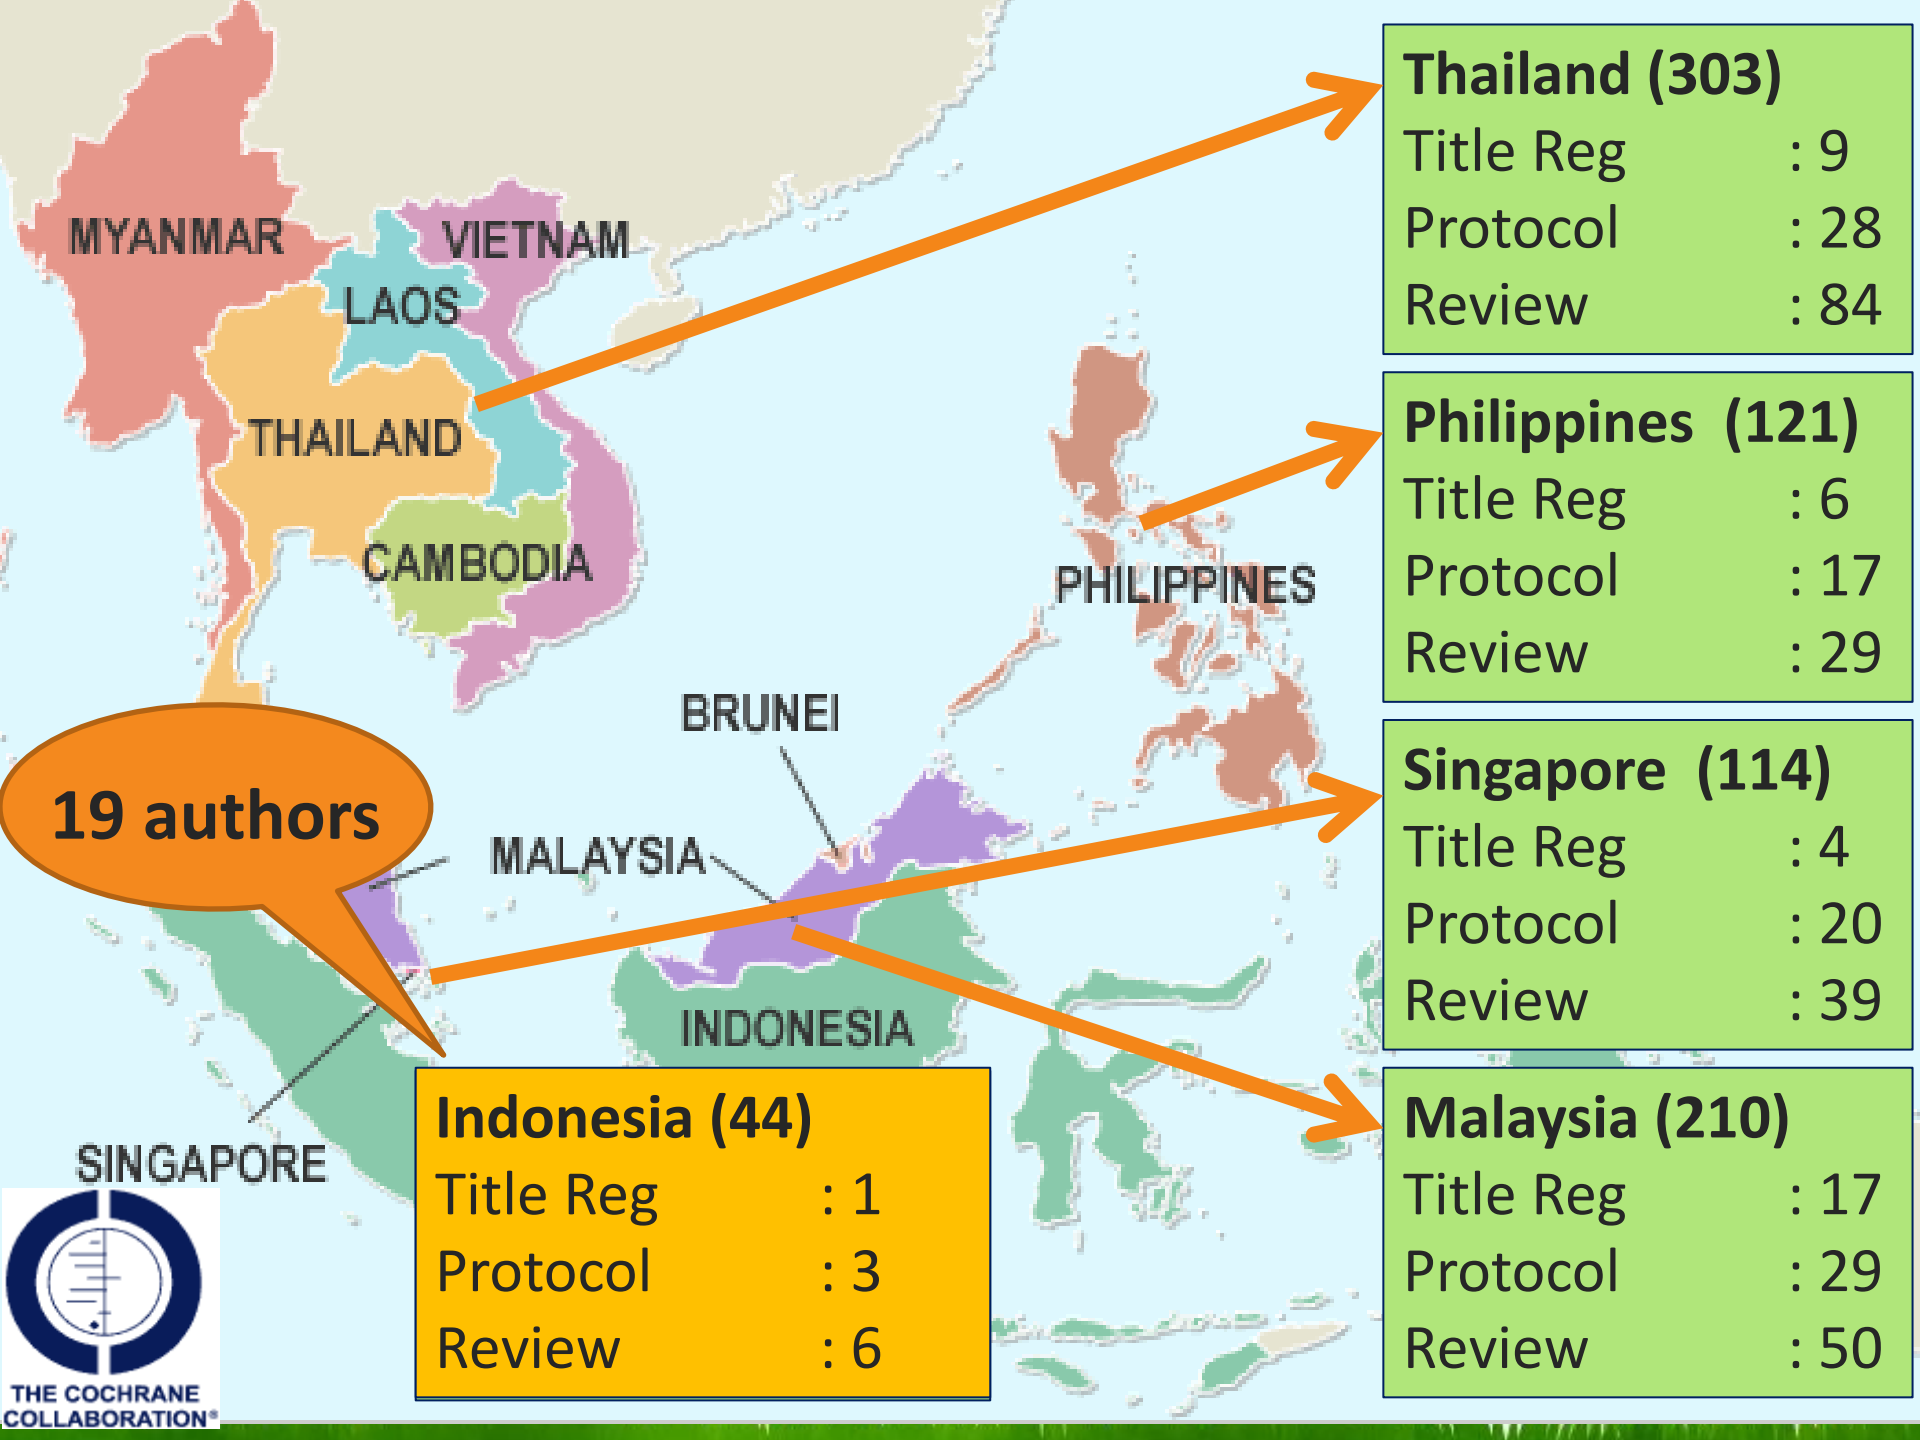 MYANMAR
VIETNAM
LAOS
THAILAND
CAMBODIA
PHILIPPINES
BRUNEI
MALAYSIA
INDONESIA
SINGAPORE
19 authors
Thailand (303)
Title Reg : 9
Protocol : 28
Review : 84
Philippines (121)
Title Reg : 6
Protocol : 17
Review : 29
Singapore (114)
Title Reg : 4
Protocol : 20
Review : 39
Malaysia (210)
Title Reg : 17
Protocol : 29
Review : 50
Indonesia (44)
Title Reg : 1
Protocol : 3
Review : 6
THE COCHRANE
COLLABORATION®